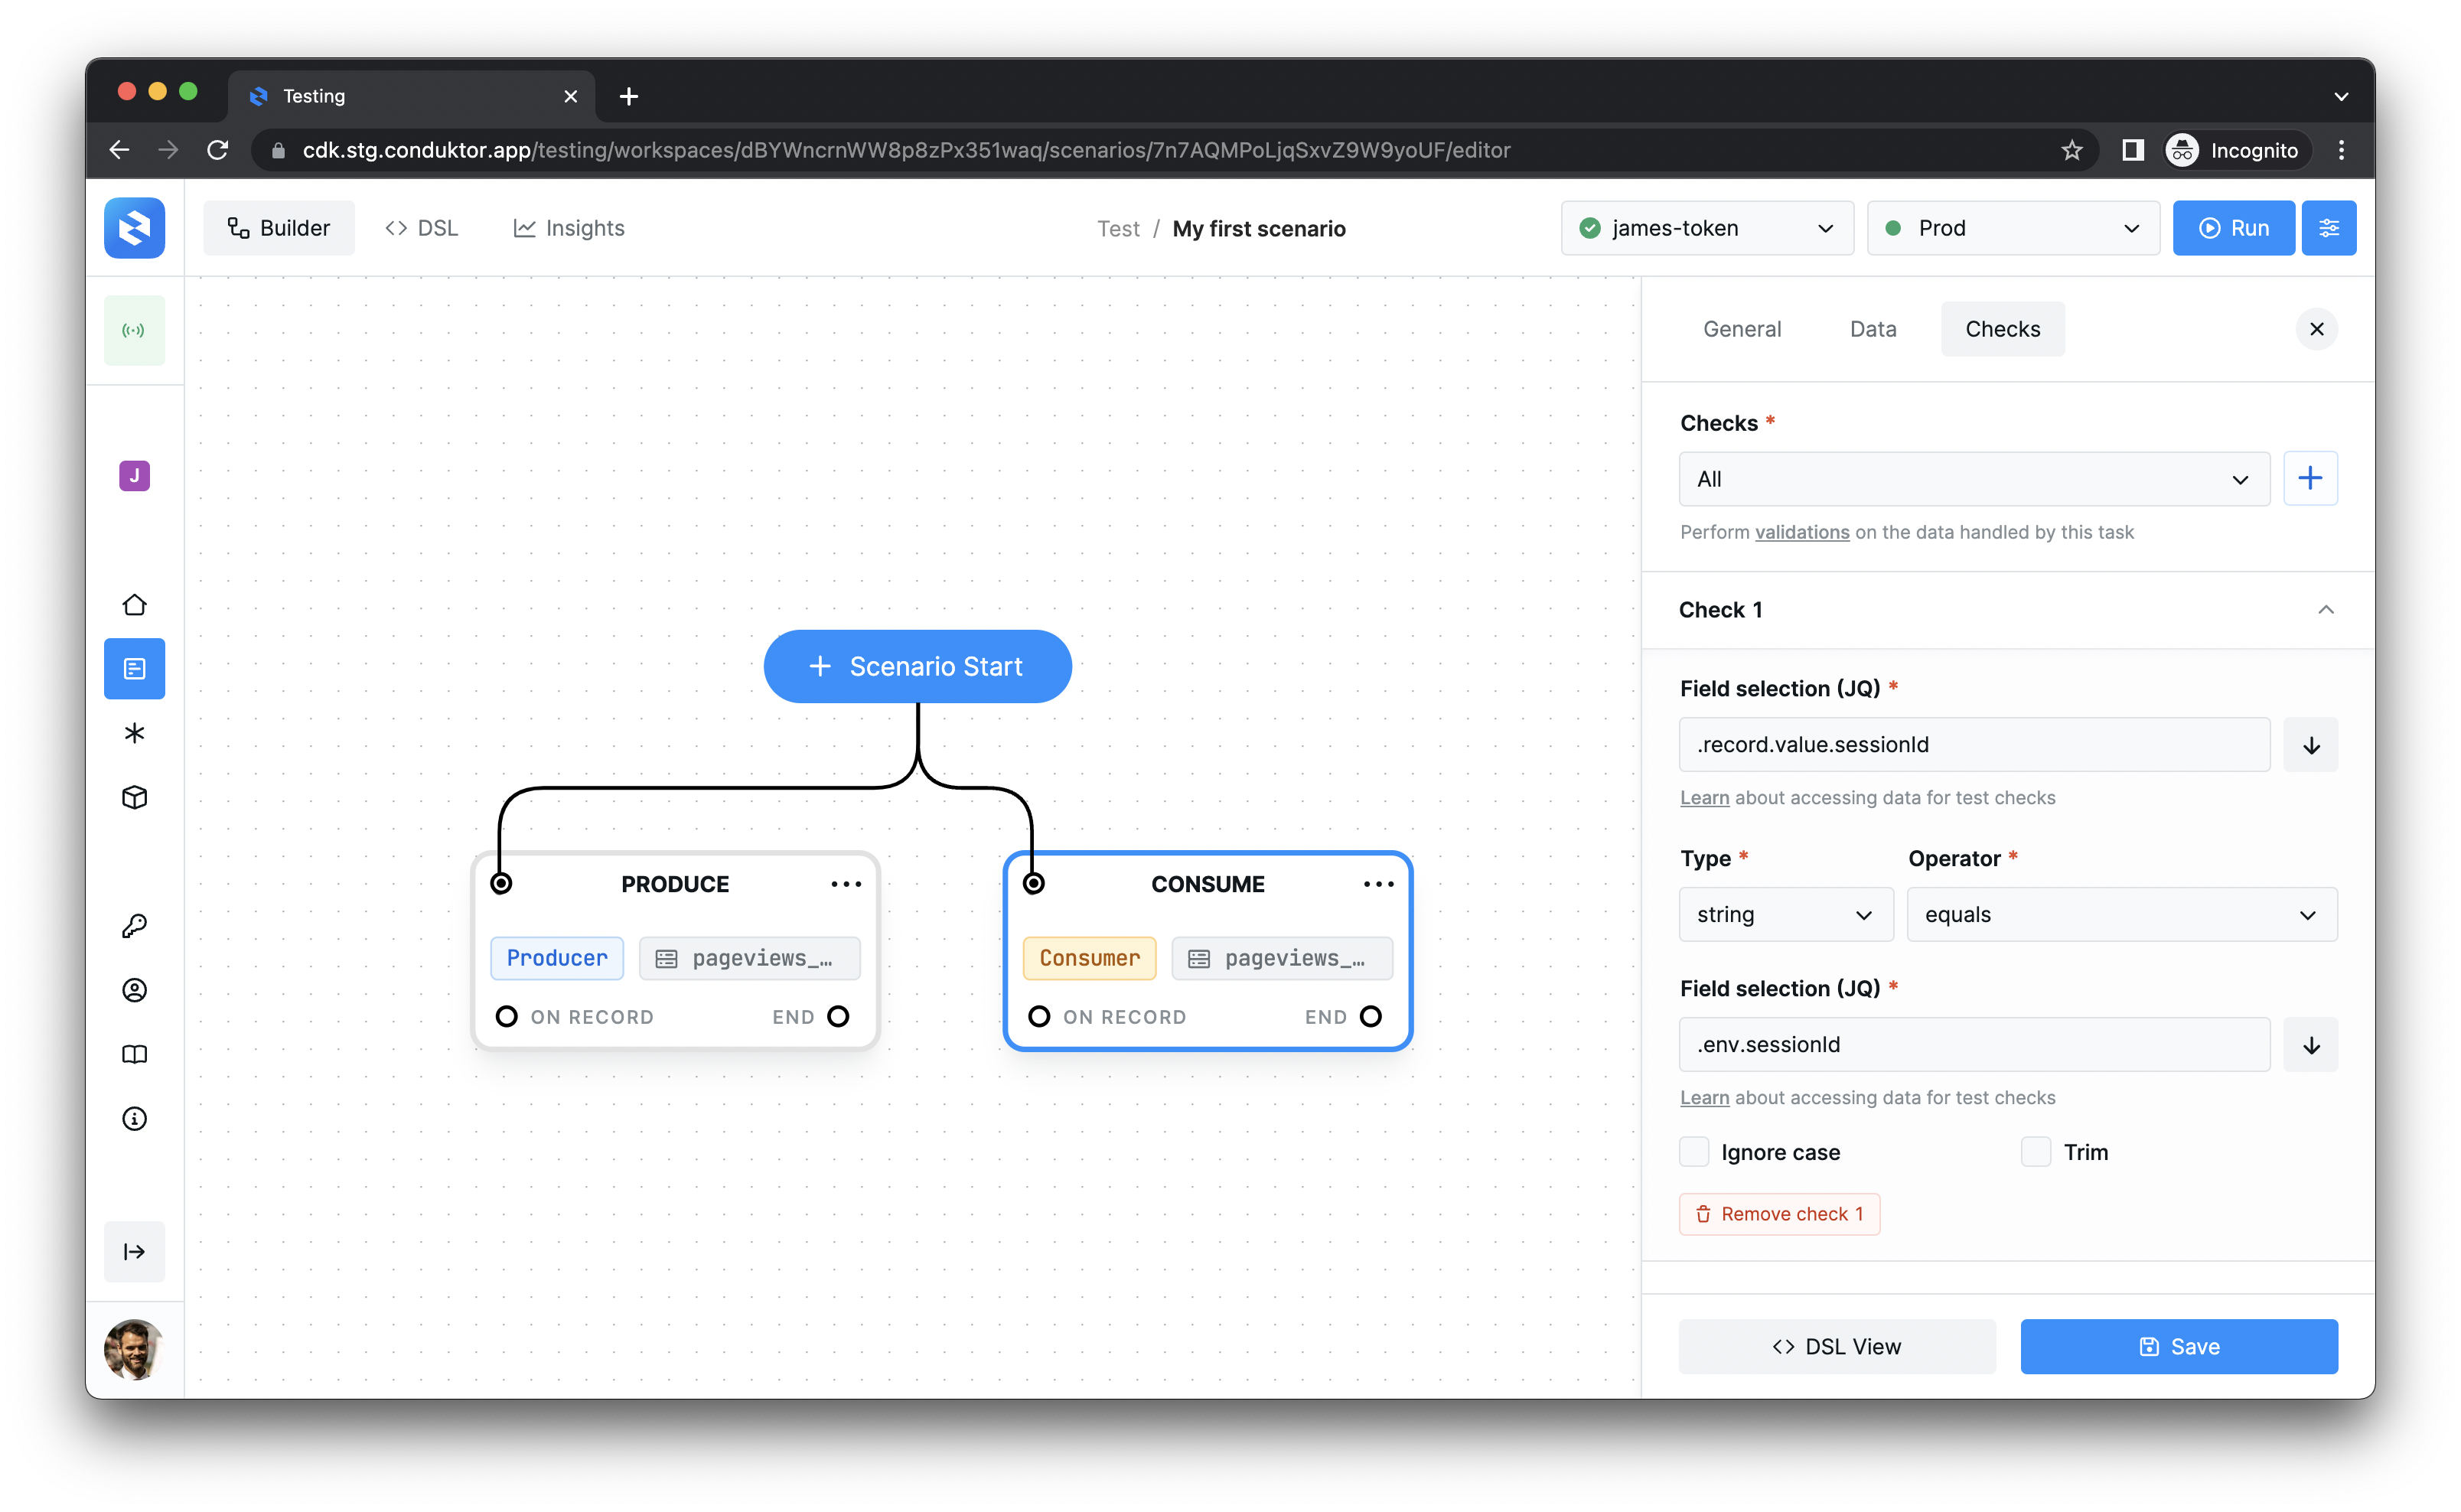 Testing
cdk.stg.conduktor.app/testing/workspaces/dBYWncrnWW8p8zPx351waq/scenarios/7n7AQMPoLjqSxvZ9W9yoUF/editor
Incognito
Builder
DSL
Insights
Test / My first scenario
james-token
Prod
Run
J
General
Data
Checks
Checks *
All
Perform validations on the data handled by this task
Check 1
Field selection (JQ) *
.record.value.sessionId
Learn about accessing data for test checks
Type *
Operator *
string
equals
Field selection (JQ) *
.env.sessionId
Learn about accessing data for test checks
Ignore case
Trim
Remove check 1
DSL View
Save
Scenario Start
PRODUCE
Producer
pageviews_...
ON RECORD
END
CONSUME
Consumer
pageviews_...
ON RECORD
END